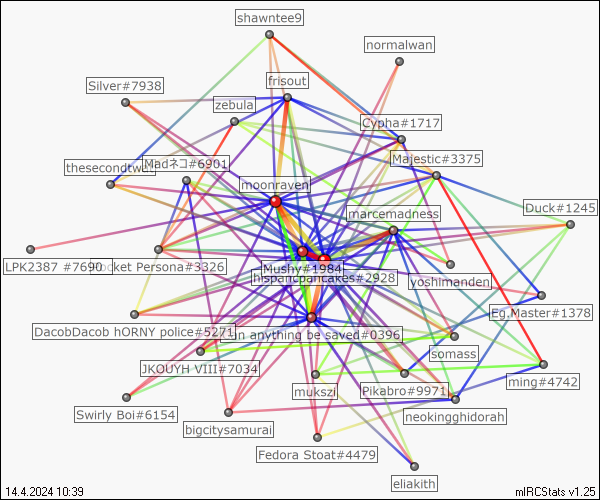 shawntee9
normalwan
frisout
Silver#7938
zebula
Cypha#1717
Majestic#3375
Madネコ#6901
moonraven
marcemadness
Duck#1245
LPK2387 #7690
ket Persona#3326
Mushy#1984
hispanicpancakes#2928
yoshimanden
Eg.Master#1378
DacobDacob hORNY police#5271
n anything be saved#0396
somass
JKOUYH VIII#7034
mukszi
Pikabro#9971
ming#4742
Swirly Boi#6154
neokingghidorah
bigcitysamurai
Fedora Stoat#4479
eliakith
14.4.2024 10:39
mIRCStats v1.25